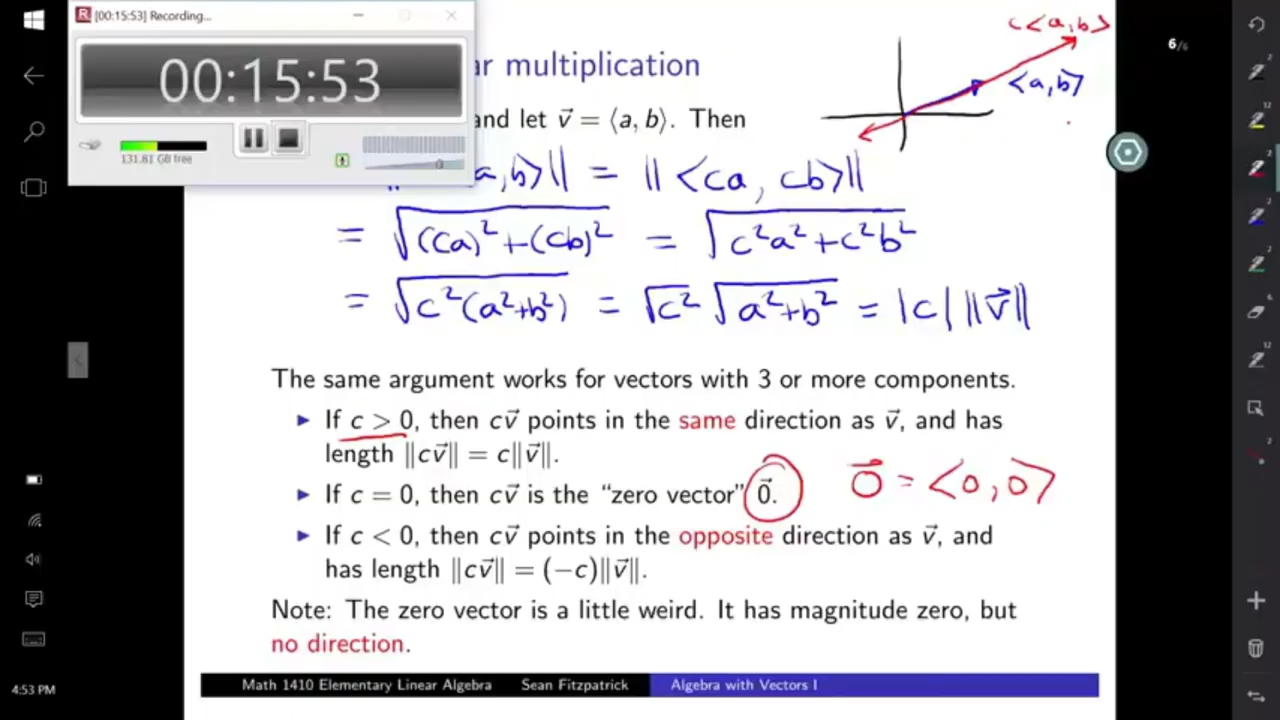 [00:15:53] Recording...
00:15:53
131.81 GB free
6/6
multiplication
c<a,b>
<a,b>
and let v⃗ = ⟨a, b⟩. Then
a,b>|| = ||<ca, cb>||
= √((ca)²+(cb)²) = √(c²a²+c²b²)
= √(c²(a²+b²)) = √c² √(a²+b²) = |c| ||v⃗||
The same argument works for vectors with 3 or more components.
▶ If c > 0, then cv⃗ points in the same direction as v⃗, and has
length ‖cv⃗‖ = c‖v⃗‖.
▶ If c = 0, then cv⃗ is the “zero vector” 0⃗.
0⃗ = <0,0>
▶ If c < 0, then cv⃗ points in the opposite direction as v⃗, and
has length ‖cv⃗‖ = (−c)‖v⃗‖.
Note: The zero vector is a little weird. It has magnitude zero, but
no direction.
4:53 PM
Math 1410 Elementary Linear Algebra Sean Fitzpatrick Algebra with Vectors I